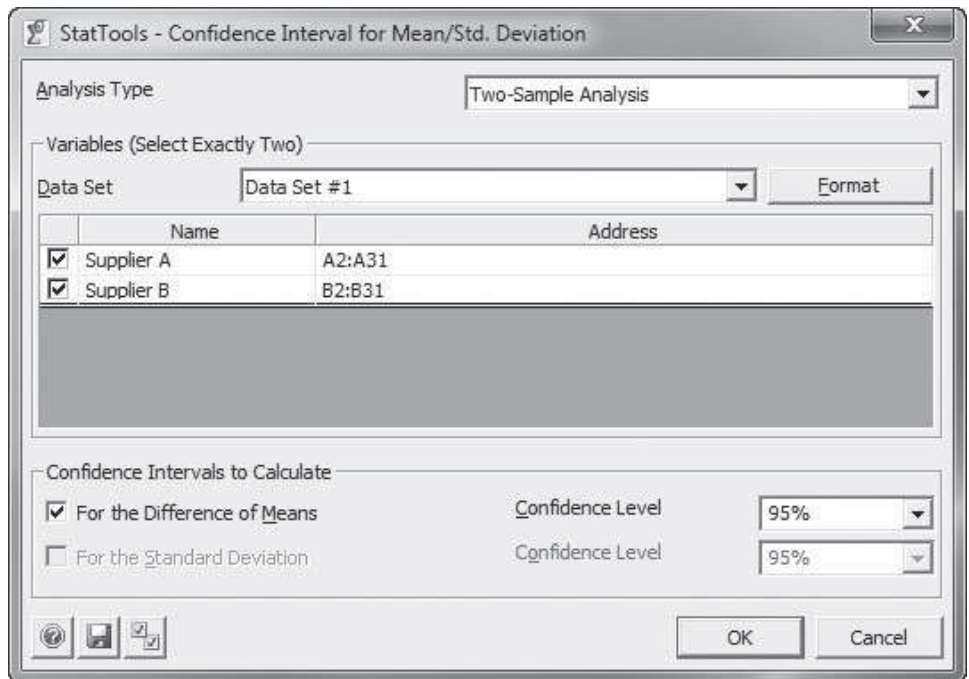 StatTools - Confidence Interval for Mean/Std. Deviation
X
Analysis Type
Two-Sample Analysis
Variables (Select Exactly Two)
Data Set
Data Set #1
Format
Name Address
Supplier A A2:A31
Supplier B B2:B31
Confidence Intervals to Calculate
For the Difference of Means Confidence Level 95%
For the Standard Deviation Confidence Level 95%
? OK Cancel